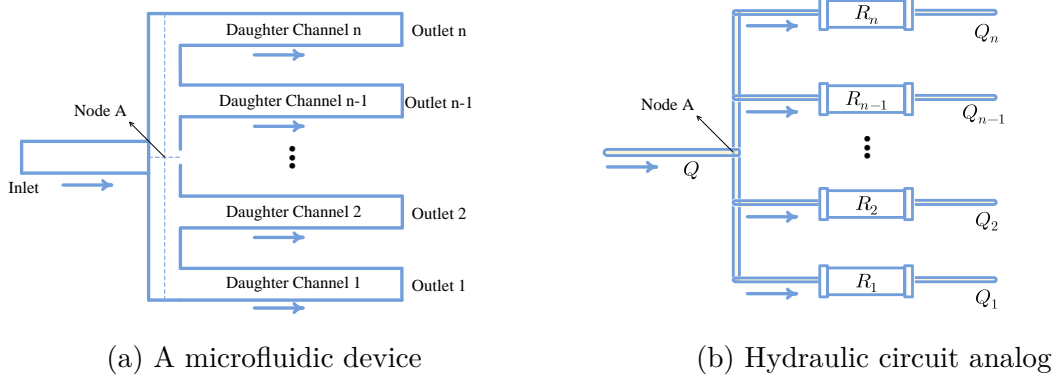 Daughter Channel n
Outlet n
Daughter Channel n-1
Outlet n-1
Node A
Inlet
Daughter Channel 2
Outlet 2
Daughter Channel 1
Outlet 1
(a) A microfluidic device
R_n
Q_n
R_{n-1}
Q_{n-1}
Node A
Q
R_2
Q_2
R_1
Q_1
(b) Hydraulic circuit analog